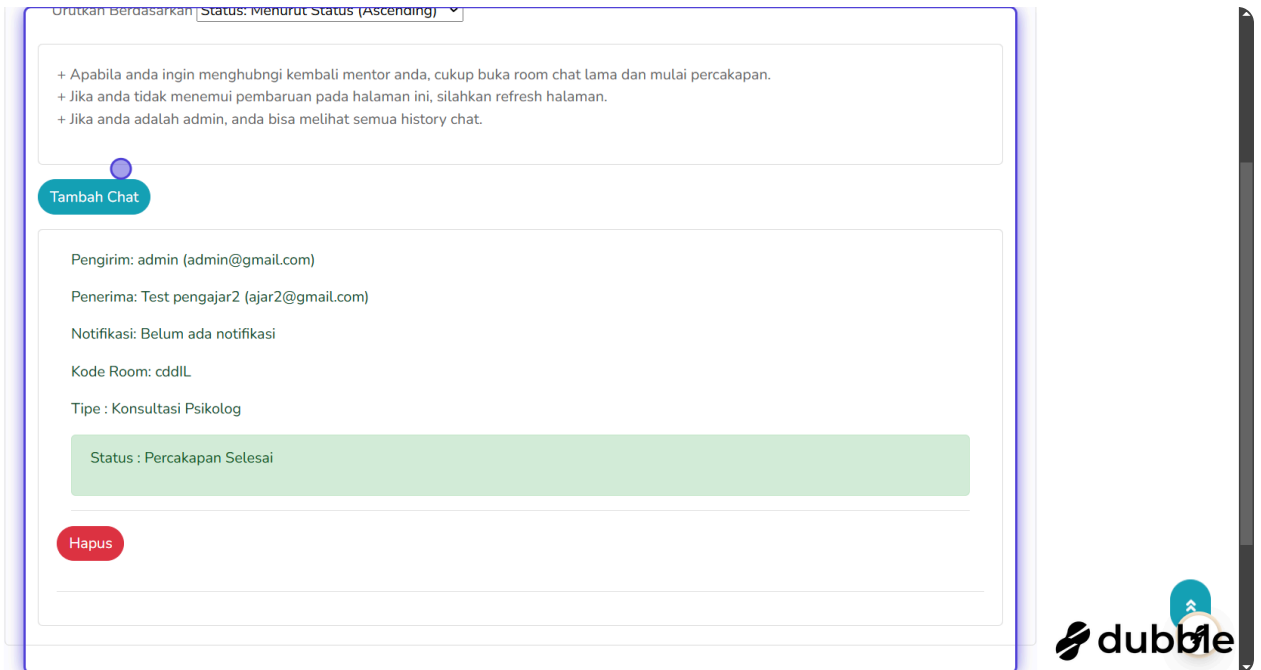 Urutkan Berdasarkan Status: Menurut Status (Ascending)
+ Apabila anda ingin menghubngi kembali mentor anda, cukup buka room chat lama dan mulai percakapan.
+ Jika anda tidak menemui pembaruan pada halaman ini, silahkan refresh halaman.
+ Jika anda adalah admin, anda bisa melihat semua history chat.
Tambah Chat
Pengirim: admin (admin@gmail.com)
Penerima: Test pengajar2 (ajar2@gmail.com)
Notifikasi: Belum ada notifikasi
Kode Room: cddIL
Tipe : Konsultasi Psikolog
Status : Percakapan Selesai
Hapus
dubble